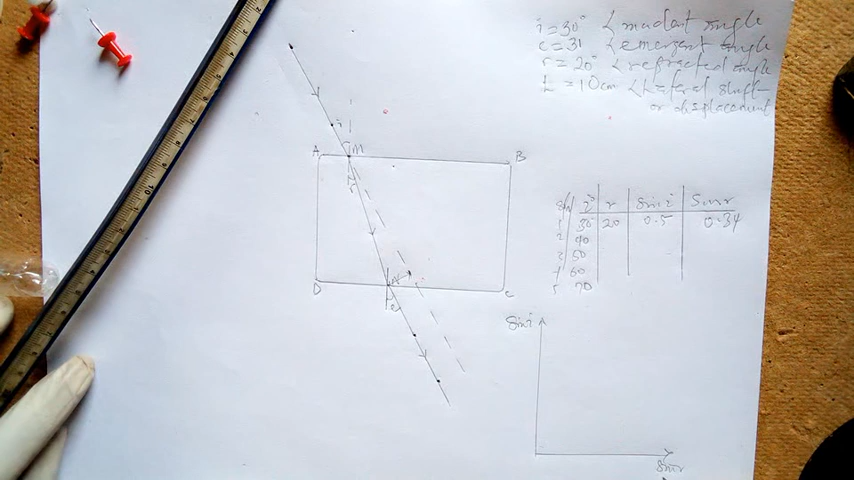 i=30° < incident angle
e=31 < emergent angle
r=20° < refracted angle
L=10cm < lateral shift
or displacement
i
A M B
r
D N C
e
S/N i° r Sin i Sin r
1 30 20 0.5 0.34
2 40
3 50
4 60
5 70
Sin i
Sin r
10